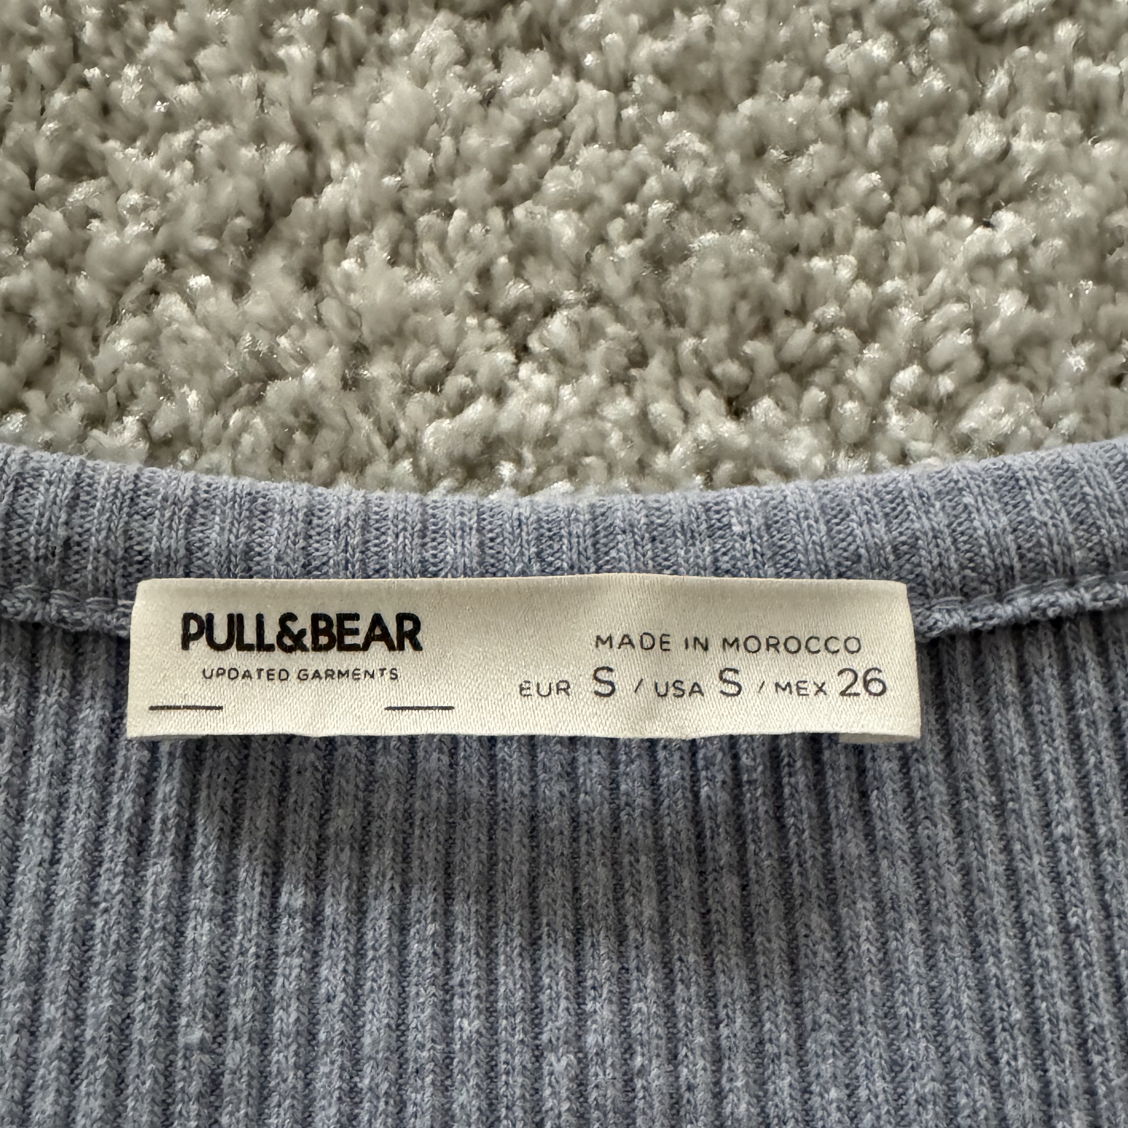 PULL&BEAR
UPDATED GARMENTS
MADE IN MOROCCO
EUR S / USA S / MEX 26